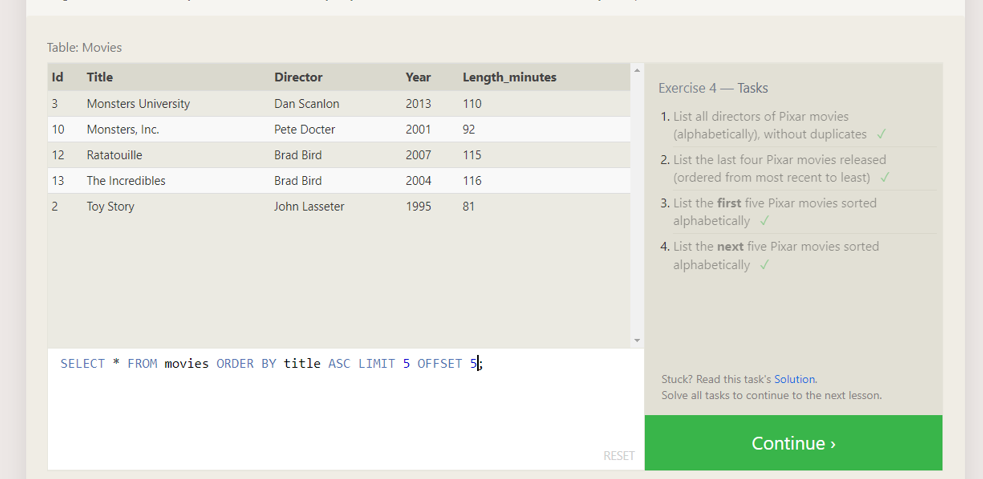 Table: Movies
Id Title Director Year Length_minutes
3 Monsters University Dan Scanlon 2013 110
10 Monsters, Inc. Pete Docter 2001 92
12 Ratatouille Brad Bird 2007 115
13 The Incredibles Brad Bird 2004 116
2 Toy Story John Lasseter 1995 81
SELECT * FROM movies ORDER BY title ASC LIMIT 5 OFFSET 5;
RESET
Exercise 4 — Tasks
1. List all directors of Pixar movies
(alphabetically), without duplicates ✓
2. List the last four Pixar movies released
(ordered from most recent to least) ✓
3. List the first five Pixar movies sorted
alphabetically ✓
4. List the next five Pixar movies sorted
alphabetically ✓
Stuck? Read this task's Solution.
Solve all tasks to continue to the next lesson.
Continue ›